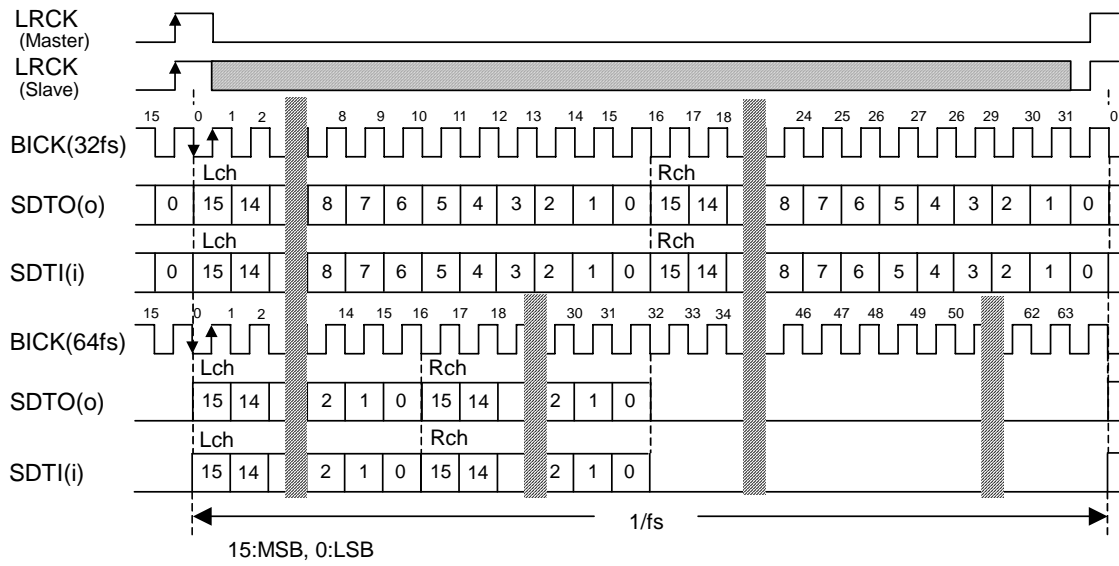 LRCK
(Master)
LRCK
(Slave)
15 0 1 2 8 9 10 11 12 13 14 15 16 17 18 24 25 26 27 26 29 30 31 0
BICK(32fs)
Lch Rch
SDTO(o) 0 15 14 8 7 6 5 4 3 2 1 0 15 14 8 7 6 5 4 3 2 1 0
Lch Rch
SDTI(i) 0 15 14 8 7 6 5 4 3 2 1 0 15 14 8 7 6 5 4 3 2 1 0
15 0 1 2 14 15 16 17 18 30 31 32 33 34 46 47 48 49 50 62 63
BICK(64fs)
Lch Rch
SDTO(o) 15 14 2 1 0 15 14 2 1 0
Lch Rch
SDTI(i) 15 14 2 1 0 15 14 2 1 0
1/fs
15:MSB, 0:LSB